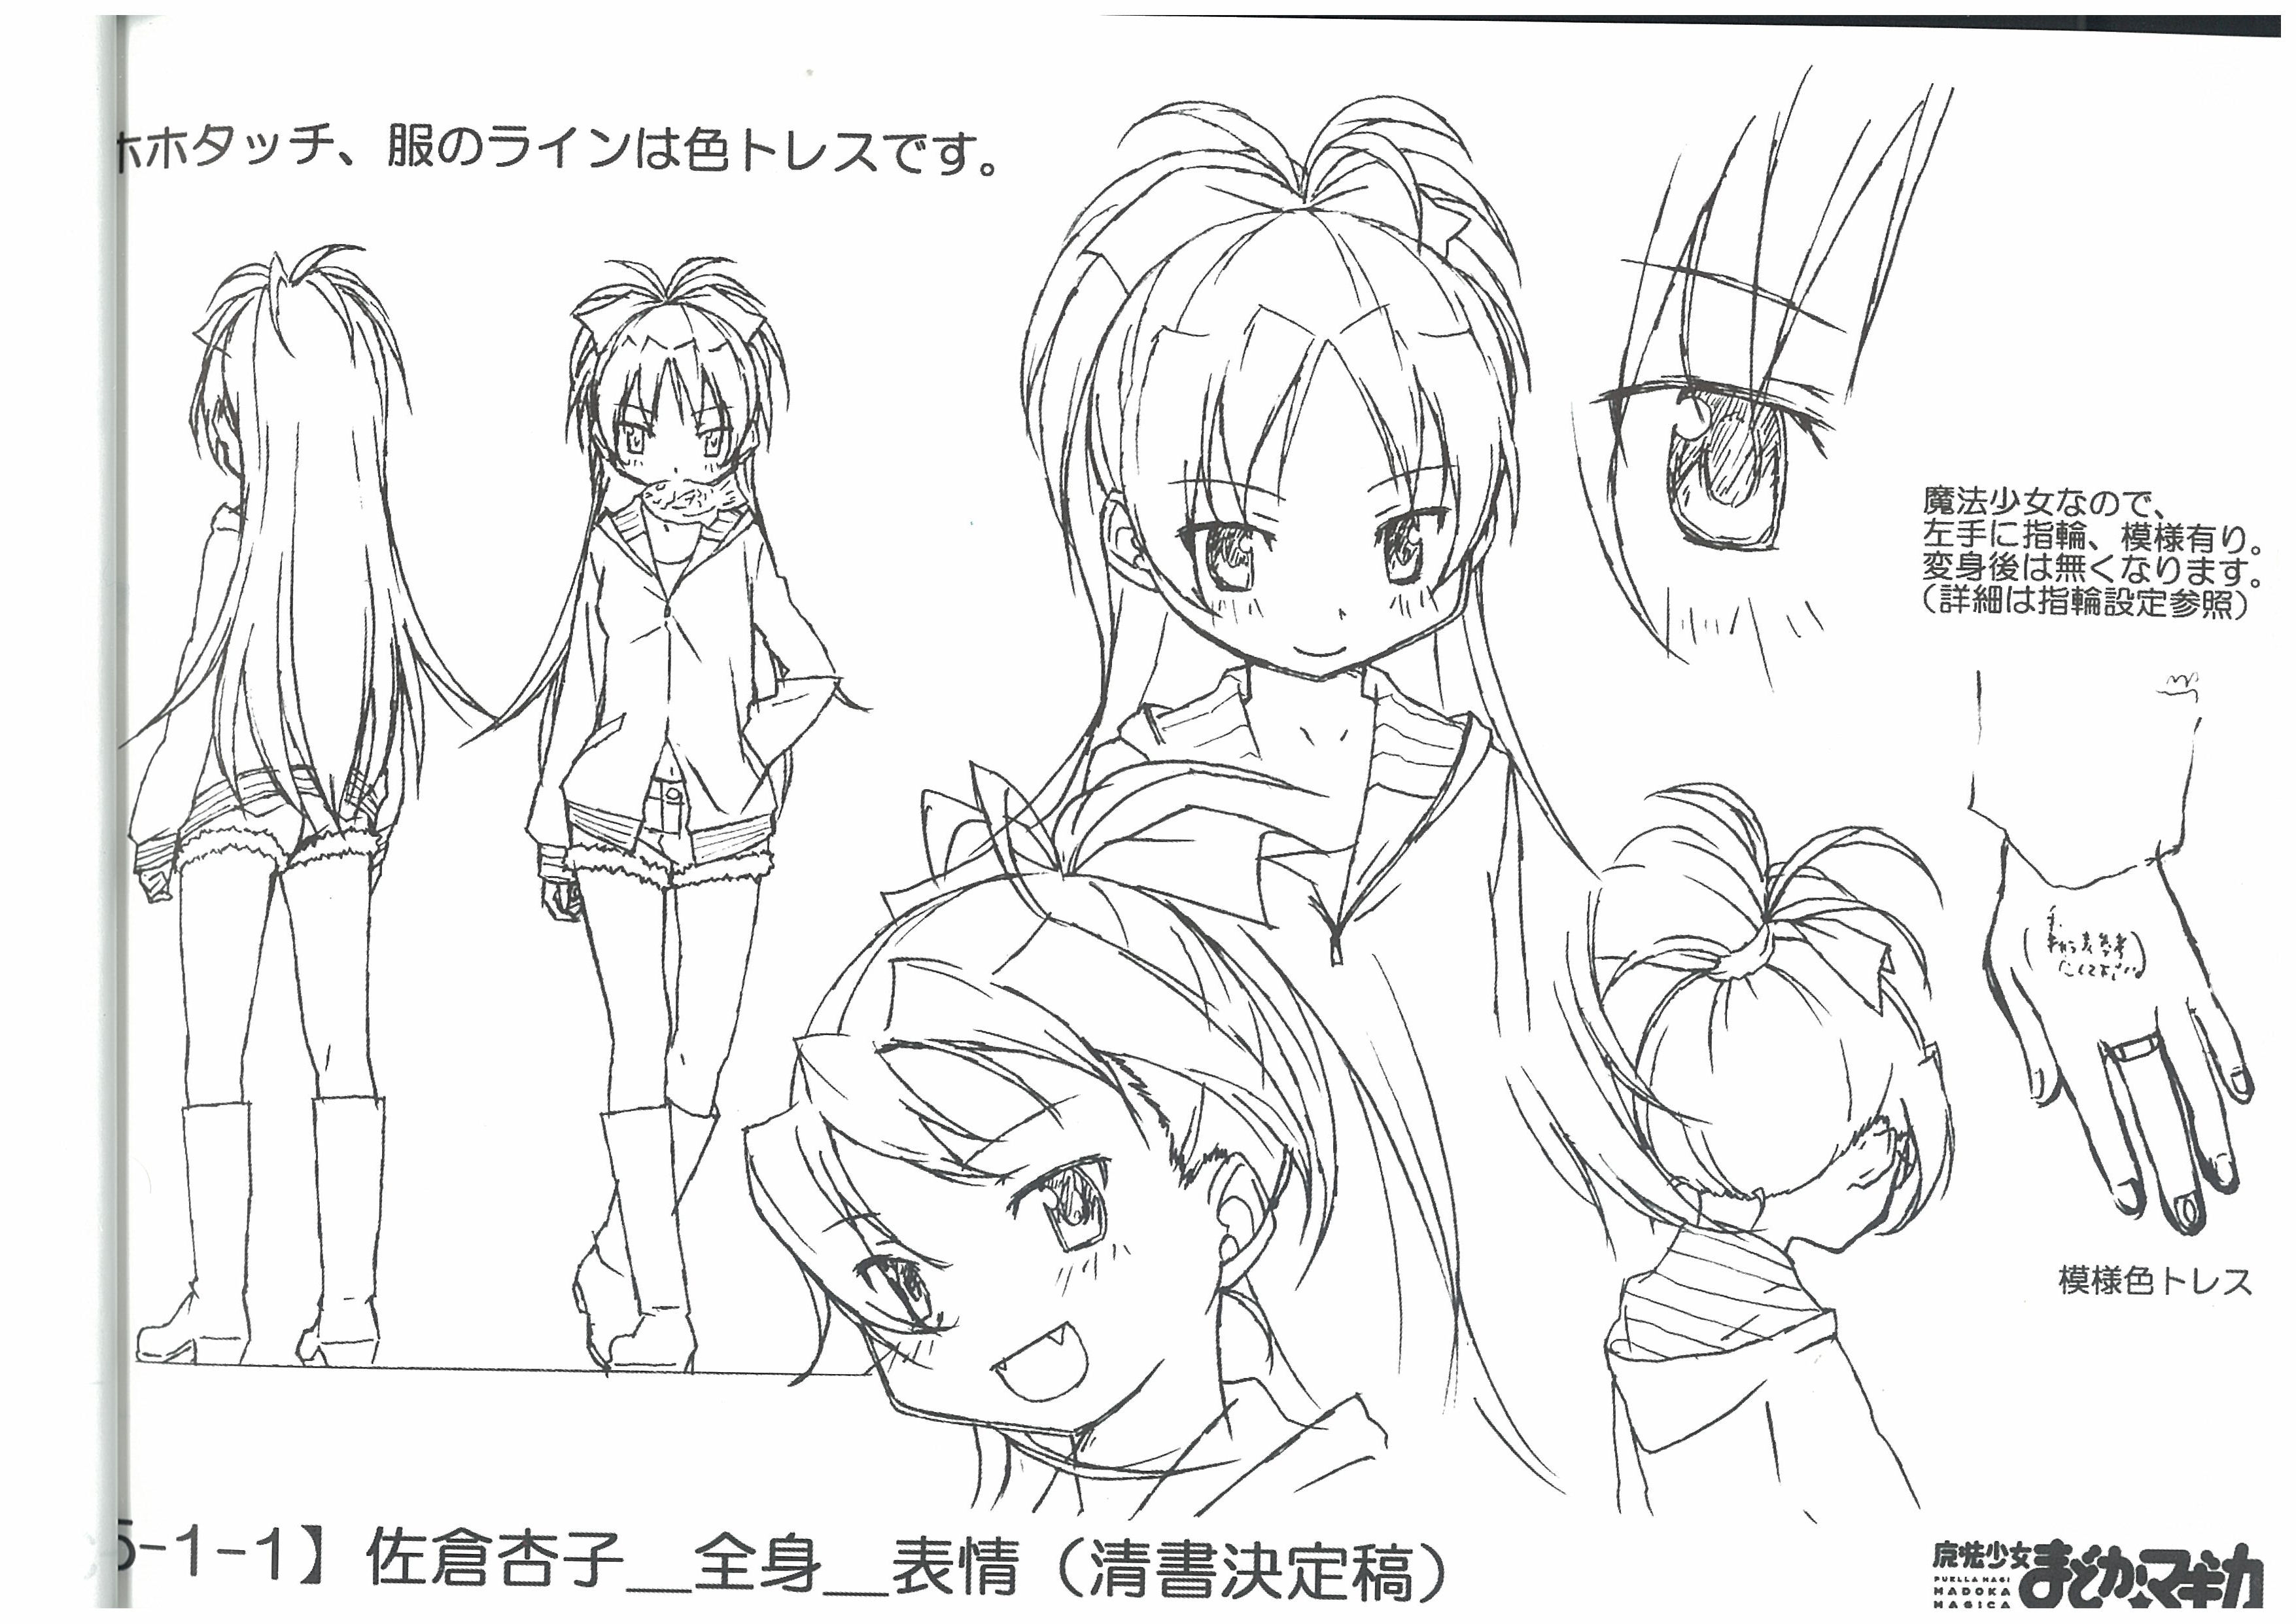 ホホタッチ、服のラインは色トレスです。
魔法少女なので、
左手に指輪、模様有り。
変身後は無くなります。
(詳細は指輪設定参照)
模様色トレス
5-1-1】佐倉杏子__全身__表情(清書決定稿)
魔法少女
まどか☆マギカ
PUELLA MAGI
MADOKA
MAGICA